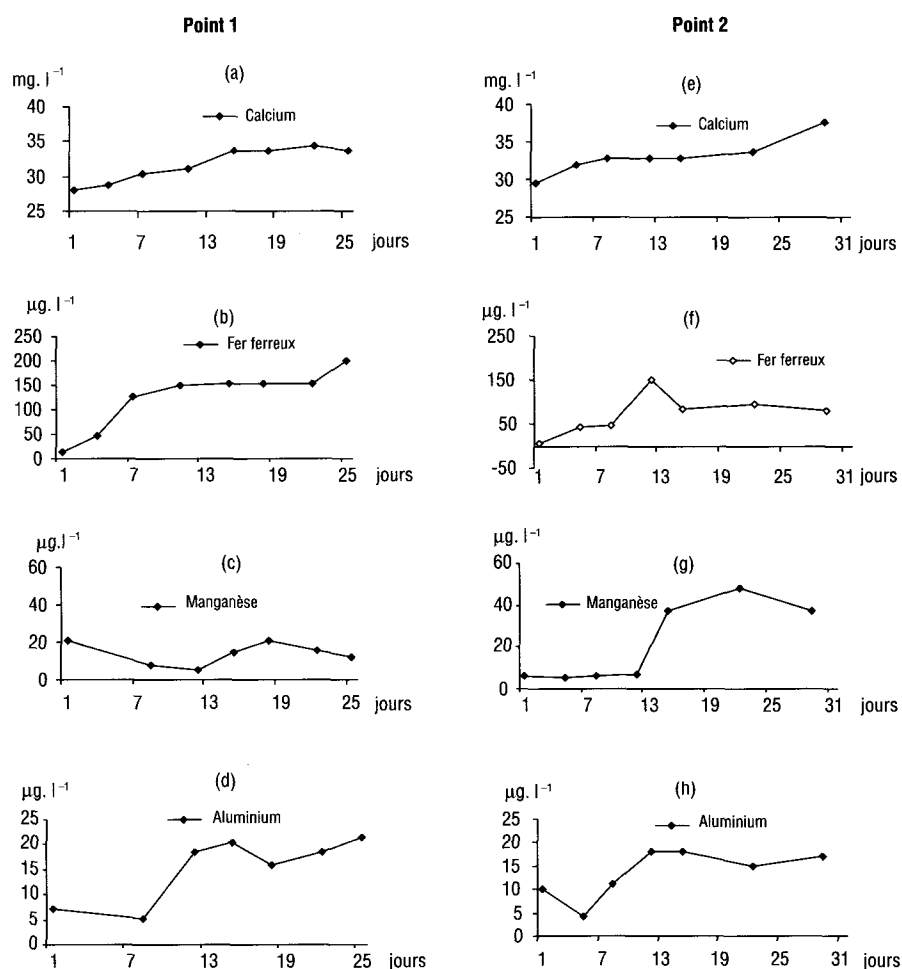 Point 1
Point 2
(a)
mg. l⁻¹
Calcium
40
35
30
25
1 7 13 19 25 jours
(e)
mg. l⁻¹
Calcium
40
35
30
25
1 7 13 19 25 31 jours
(b)
µg. l⁻¹
Fer ferreux
250
200
150
100
50
0
1 7 13 19 25 jours
(f)
µg. l⁻¹
Fer ferreux
250
150
50
-50
1 7 13 19 25 31 jours
(c)
µg. l⁻¹
Manganèse
60
40
20
0
1 7 13 19 25 jours
(g)
µg. l⁻¹
Manganèse
60
40
20
0
1 7 13 19 25 31 jours
(d)
µg. l⁻¹
Aluminium
25
20
15
10
5
0
1 7 13 19 25 jours
(h)
µg. l⁻¹
Aluminium
25
20
15
10
5
0
1 7 13 19 25 31 jours